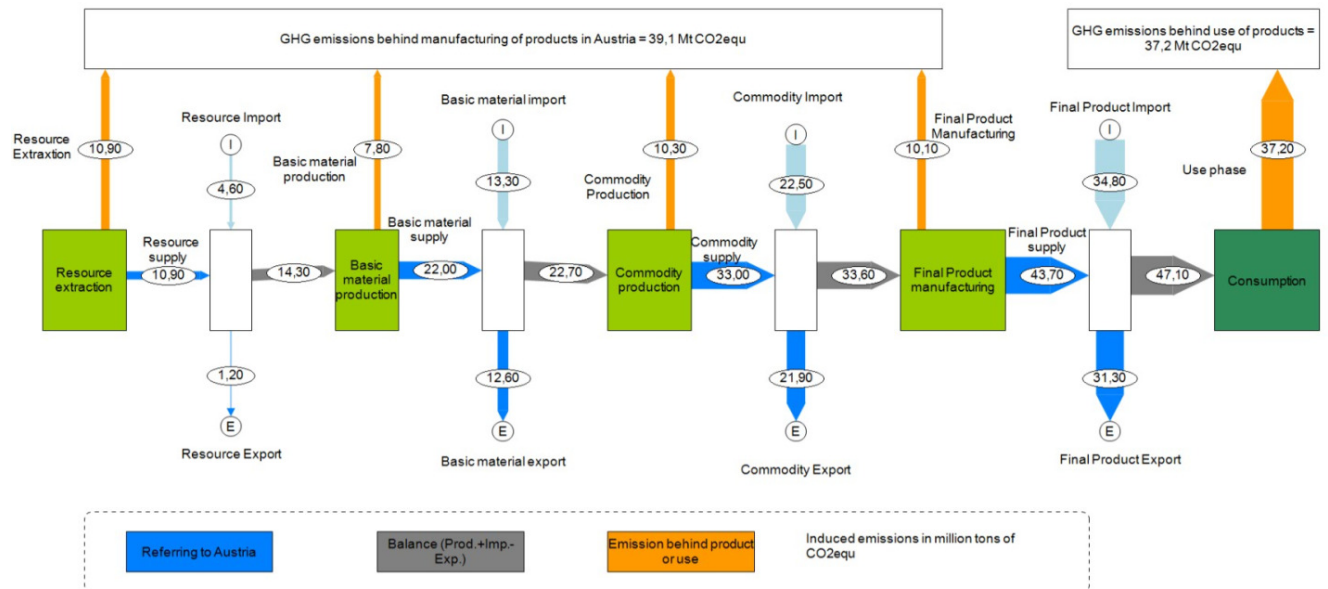 GHG emissions behind manufacturing of products in Austria = 39,1 Mt CO2equ
GHG emissions behind use of products =
37,2 Mt CO2equ
Resource
Extraxtion
10,90
Resource Import
I
4,60
Basic material
production
7,80
Basic material import
I
13,30
Commodity
Production
10,30
Commodity Import
I
22,50
Final Product
Manufacturing
10,10
Final Product Import
I
34,80
Use phase
37,20
Resource
extraction
Resource
supply
10,90
14,30
Basic
material
production
Basic material
supply
22,00
22,70
Commodity
production
Commodity
supply
33,00
33,60
Final Product
manufacturing
Final Product
supply
43,70
47,10
Consumption
1,20
E
Resource Export
12,60
E
Basic material export
21,90
E
Commodity Export
31,30
E
Final Product Export
Referring to Austria
Balance (Prod.+Imp.-
Exp.)
Emission behind product
or use
Induced emissions in million tons of
CO2equ